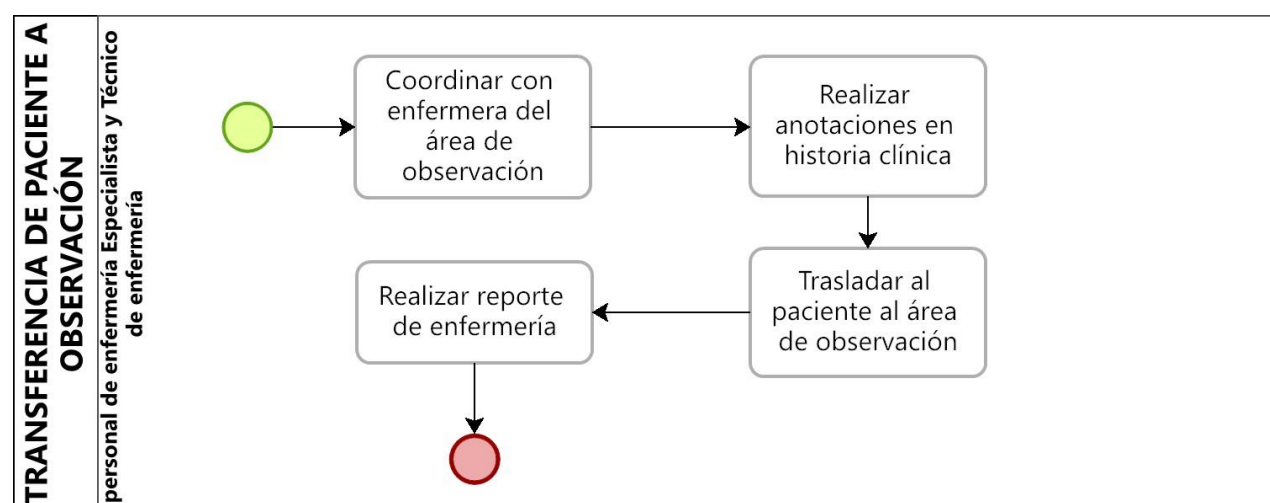 TRANSFERENCIA DE PACIENTE A
OBSERVACIÓN
personal de enfermería Especialista y Técnico
de enfermería
Coordinar con
enfermera del
área de
observación
Realizar
anotaciones en
historia clínica
Trasladar al
paciente al área
de observación
Realizar reporte
de enfermería